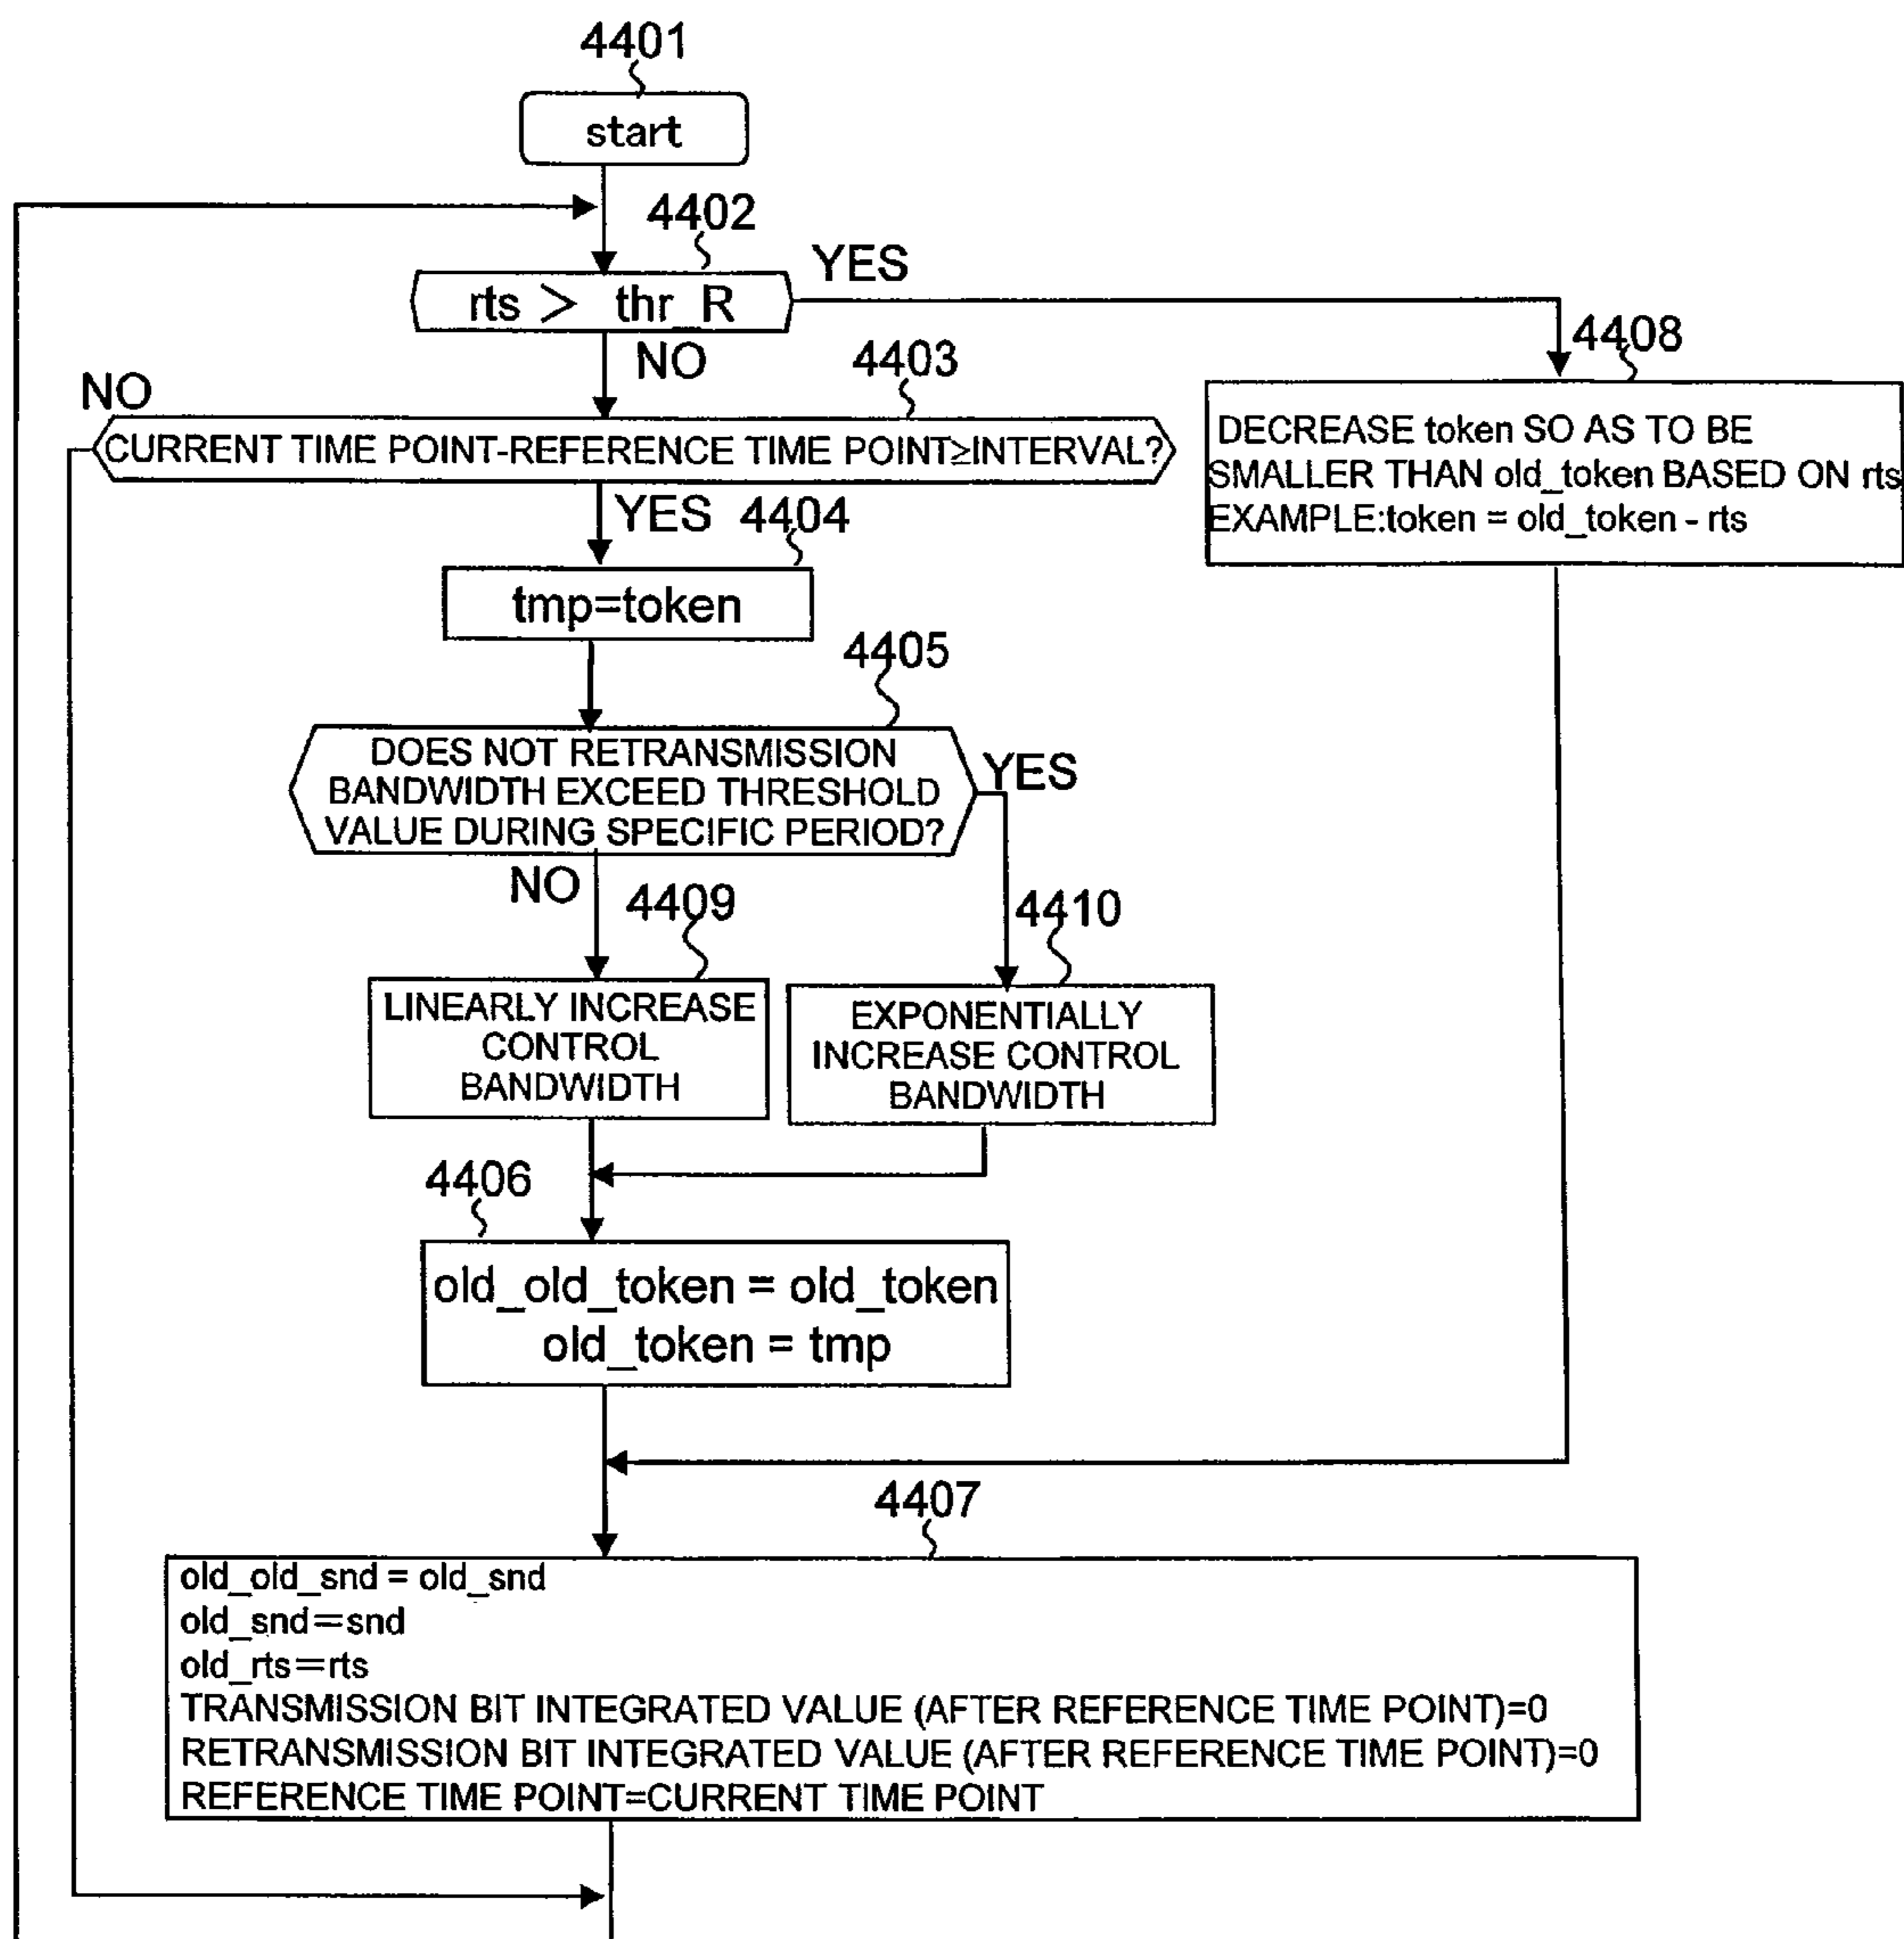 4401
start
4402
rts > thr_R
YES
NO
4403
NO
CURRENT TIME POINT-REFERENCE TIME POINT≥INTERVAL?
4408
DECREASE token SO AS TO BE
SMALLER THAN old_token BASED ON rts
EXAMPLE:token = old_token - rts
YES
4404
tmp=token
4405
DOES NOT RETRANSMISSION
BANDWIDTH EXCEED THRESHOLD
VALUE DURING SPECIFIC PERIOD?
YES
NO
4409
4410
LINEARLY INCREASE
CONTROL
BANDWIDTH
EXPONENTIALLY
INCREASE CONTROL
BANDWIDTH
4406
old_old_token = old_token
old_token = tmp
4407
old_old_snd = old_snd
old_snd=snd
old_rts=rts
TRANSMISSION BIT INTEGRATED VALUE (AFTER REFERENCE TIME POINT)=0
RETRANSMISSION BIT INTEGRATED VALUE (AFTER REFERENCE TIME POINT)=0
REFERENCE TIME POINT=CURRENT TIME POINT